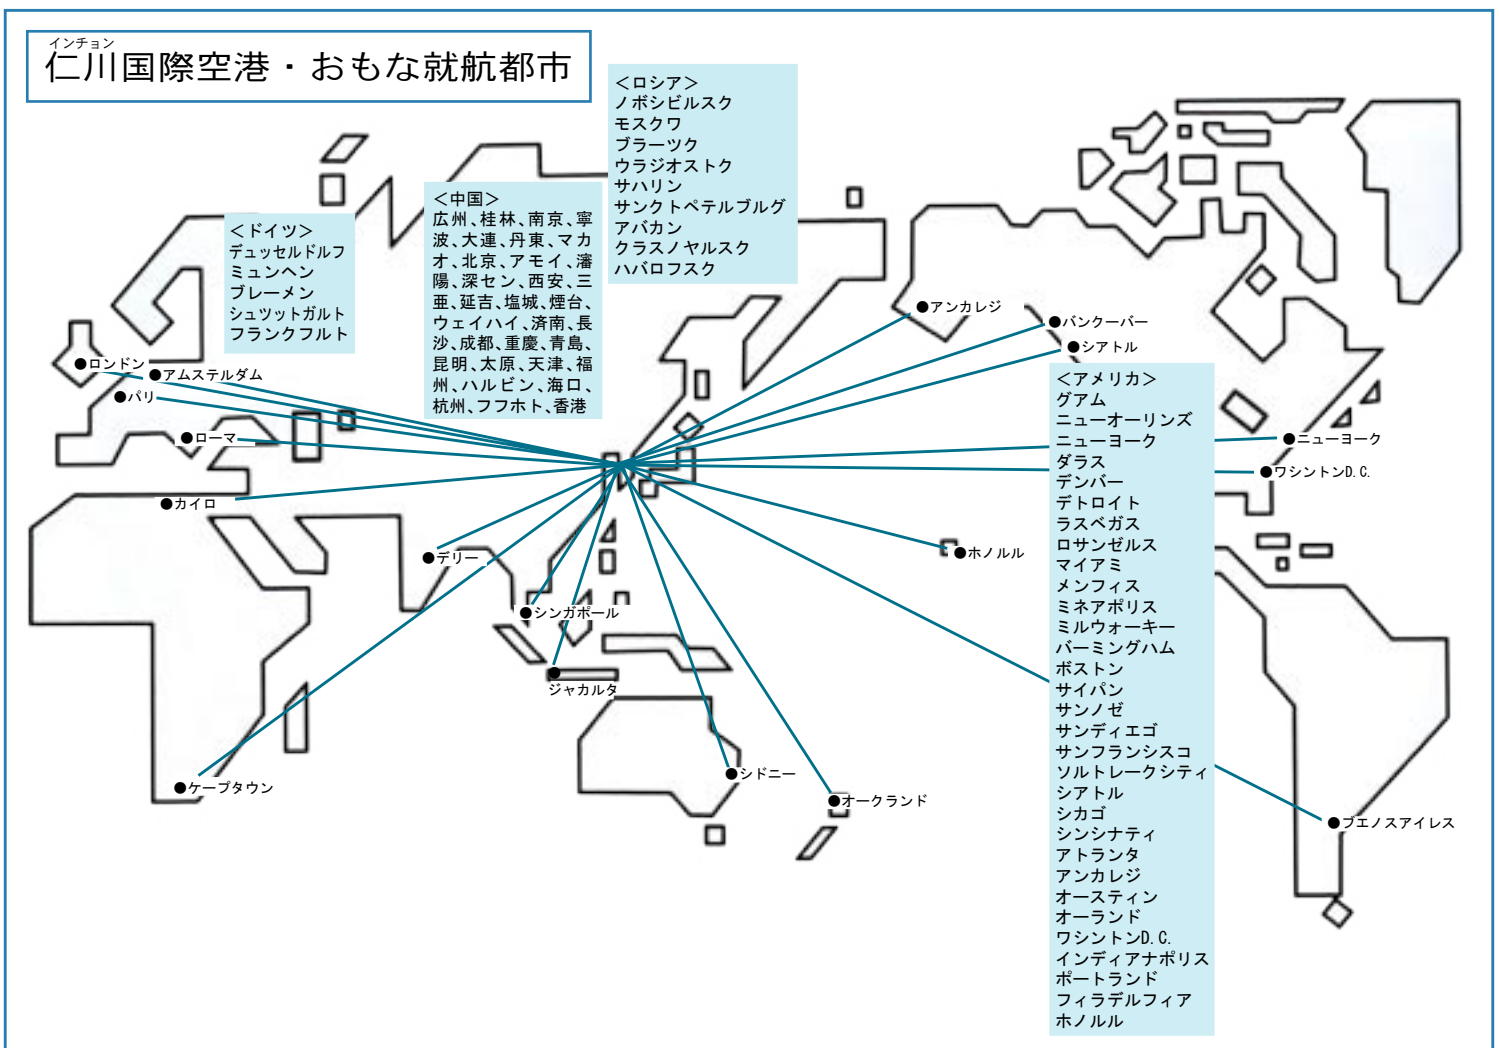 インチョン
仁川国際空港・おもな就航都市
＜ロシア＞
ノボシビルスク
モスクワ
ブラーツク
ウラジオストク
サハリン
サンクトペテルブルグ
アバカン
クラスノヤルスク
ハバロフスク
＜中国＞
広州、桂林、南京、寧
波、大連、丹東、マカ
オ、北京、アモイ、瀋
陽、深セン、西安、三
亜、延吉、塩城、煙台、
ウェイハイ、済南、長
沙、成都、重慶、青島、
昆明、太原、天津、福
州、ハルビン、海口、
杭州、フフホト、香港
＜ドイツ＞
デュッセルドルフ
ミュンヘン
ブレーメン
シュツットガルト
フランクフルト
●アンカレジ
●バンクーバー
●シアトル
●ロンドン
●アムステルダム
●パリ
●ローマ
●カイロ
●デリー
●シンガポール
●ジャカルタ
●ケープタウン
●シドニー
●オークランド
●ホノルル
●ニューヨーク
●ワシントンD.C.
●ブエノスアイレス
＜アメリカ＞
グアム
ニューオーリンズ
ニューヨーク
ダラス
デンバー
デトロイト
ラスベガス
ロサンゼルス
マイアミ
メンフィス
ミネアポリス
ミルウォーキー
バーミングハム
ボストン
サイパン
サンノゼ
サンディエゴ
サンフランシスコ
ソルトレークシティ
シアトル
シカゴ
シンシナティ
アトランタ
アンカレジ
オースティン
オーランド
ワシントンD.C.
インディアナポリス
ポートランド
フィラデルフィア
ホノルル